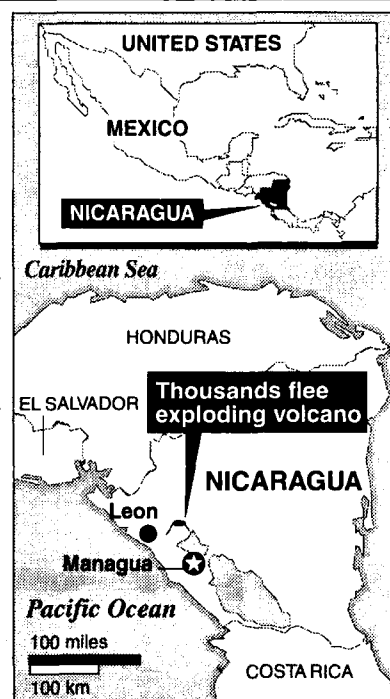 UNITED STATES
MEXICO
NICARAGUA
Caribbean Sea
HONDURAS
EL SALVADOR
Thousands flee
exploding volcano
NICARAGUA
Leon
Managua
Pacific Ocean
100 miles
100 km
COSTA RICA